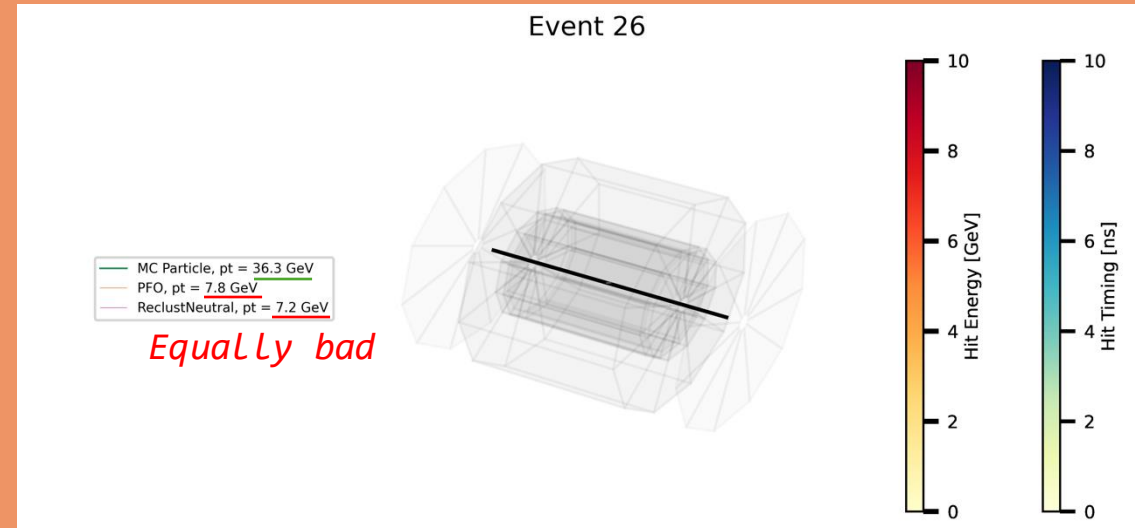 Event 26
MC Particle, pt = 36.3 GeV
PFO, pt = 7.8 GeV
ReclustNeutral, pt = 7.2 GeV
Equally bad
10
8
6
4
2
0
Hit Energy [GeV]
10
8
6
4
2
0
Hit Timing [ns]